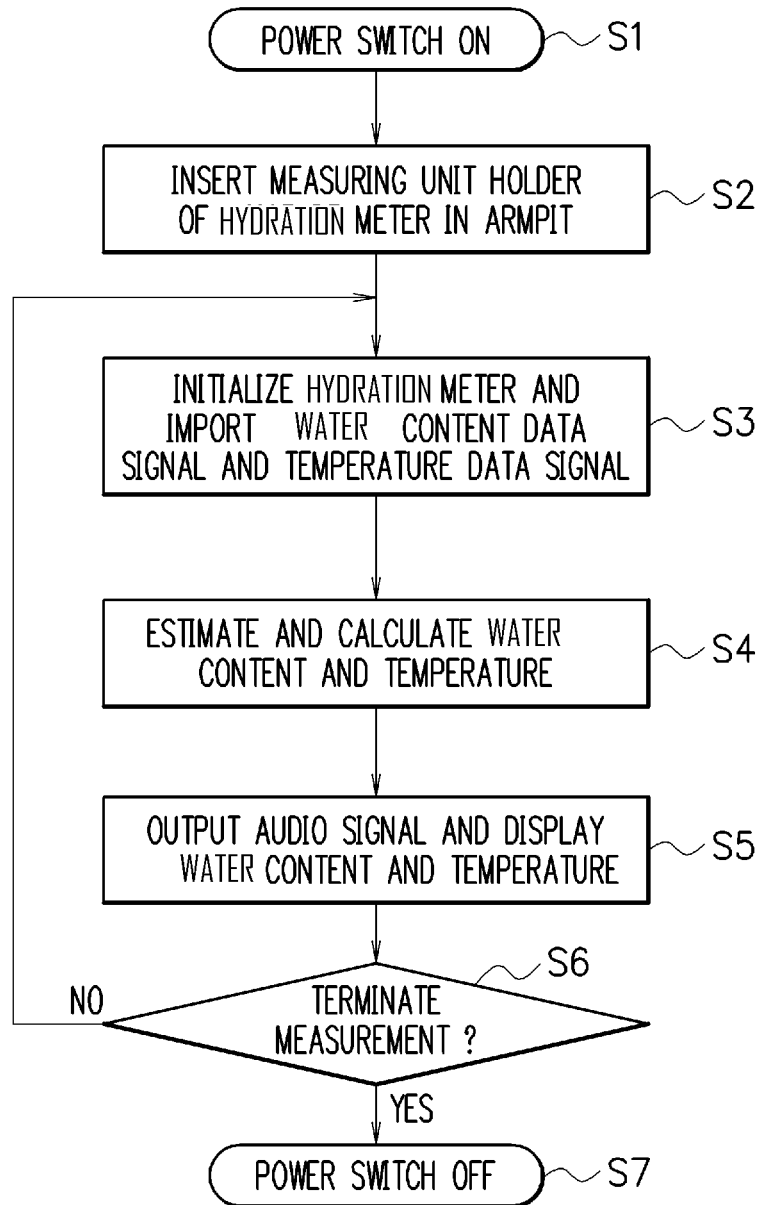 POWER SWITCH ON
S1
INSERT MEASURING UNIT HOLDER
OF HYDRATION METER IN ARMPIT
S2
INITIALIZE HYDRATION METER AND
IMPORT WATER CONTENT DATA
SIGNAL AND TEMPERATURE DATA SIGNAL
S3
ESTIMATE AND CALCULATE WATER
CONTENT AND TEMPERATURE
S4
OUTPUT AUDIO SIGNAL AND DISPLAY
WATER CONTENT AND TEMPERATURE
S5
S6
NO
TERMINATE
MEASUREMENT ?
YES
POWER SWITCH OFF
S7